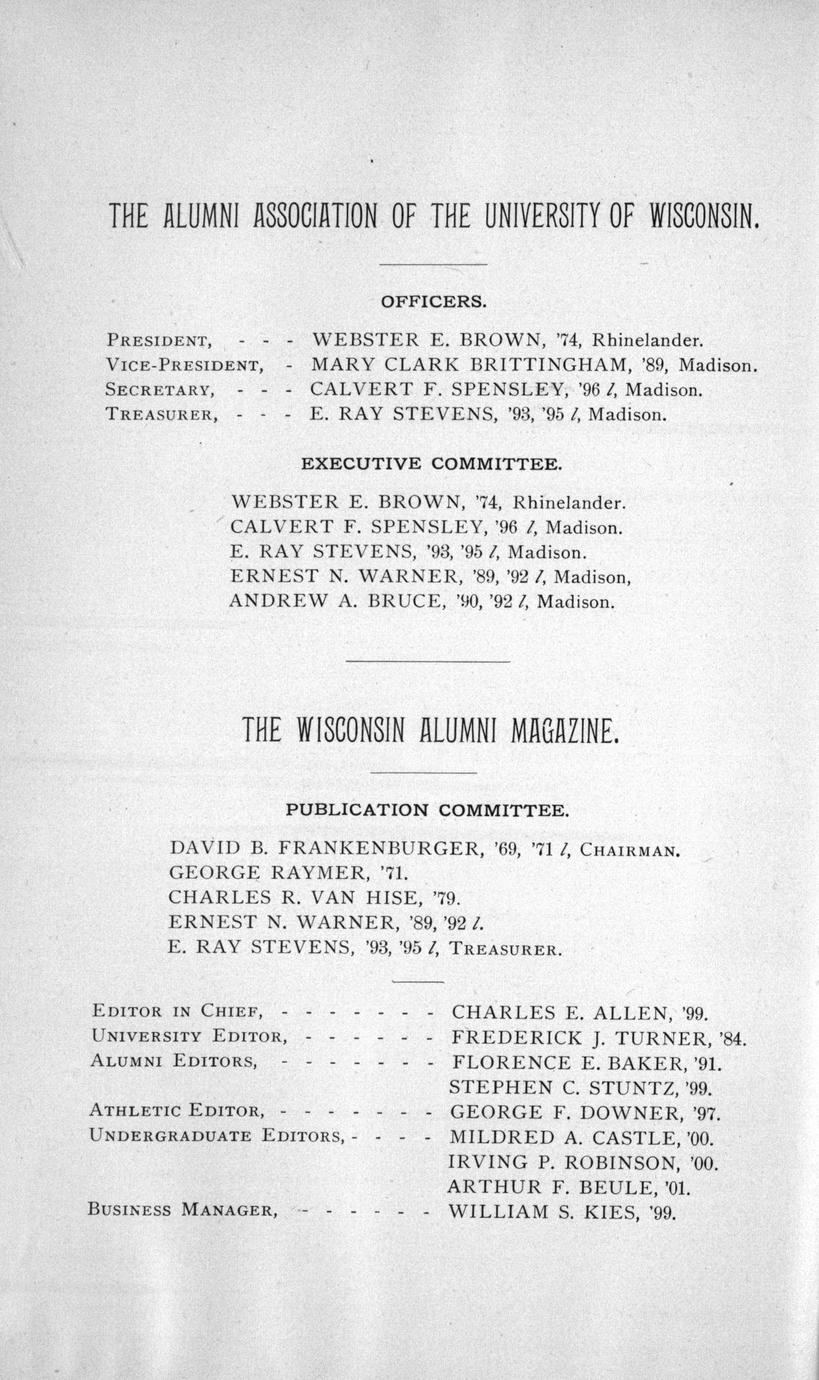 THE ALUMNI ASSOCIATION OF THE UNIVERSITY OF WISCONSIN.
OFFICERS.
PRESIDENT, - - - WEBSTER E. BROWN, '74, Rhinelander.
VICE-PRESIDENT, - MARY CLARK BRITTINGHAM, '89, Madison.
SECRETARY, - - - CALVERT F. SPENSLEY, '96 l, Madison.
TREASURER, - - - E. RAY STEVENS, '93, '95 l, Madison.
EXECUTIVE COMMITTEE.
WEBSTER E. BROWN, '74, Rhinelander.
CALVERT F. SPENSLEY, '96 l, Madison.
E. RAY STEVENS, '93, '95 l, Madison.
ERNEST N. WARNER, '89, '92 l, Madison,
ANDREW A. BRUCE, '90, '92 l, Madison.
THE WISCONSIN ALUMNI MAGAZINE.
PUBLICATION COMMITTEE.
DAVID B. FRANKENBURGER, '69, '71 l, CHAIRMAN.
GEORGE RAYMER, '71.
CHARLES R. VAN HISE, '79.
ERNEST N. WARNER, '89, '92 l.
E. RAY STEVENS, '93, '95 l, TREASURER.
EDITOR IN CHIEF, - - - - - - - CHARLES E. ALLEN, '99.
UNIVERSITY EDITOR, - - - - - - FREDERICK J. TURNER, '84.
ALUMNI EDITORS, - - - - - - - FLORENCE E. BAKER, '91.
STEPHEN C. STUNTZ, '99.
ATHLETIC EDITOR, - - - - - - - GEORGE F. DOWNER, '97.
UNDERGRADUATE EDITORS, - - - - MILDRED A. CASTLE, '00.
IRVING P. ROBINSON, '00.
ARTHUR F. BEULE, '01.
BUSINESS MANAGER, - - - - - - WILLIAM S. KIES, '99.